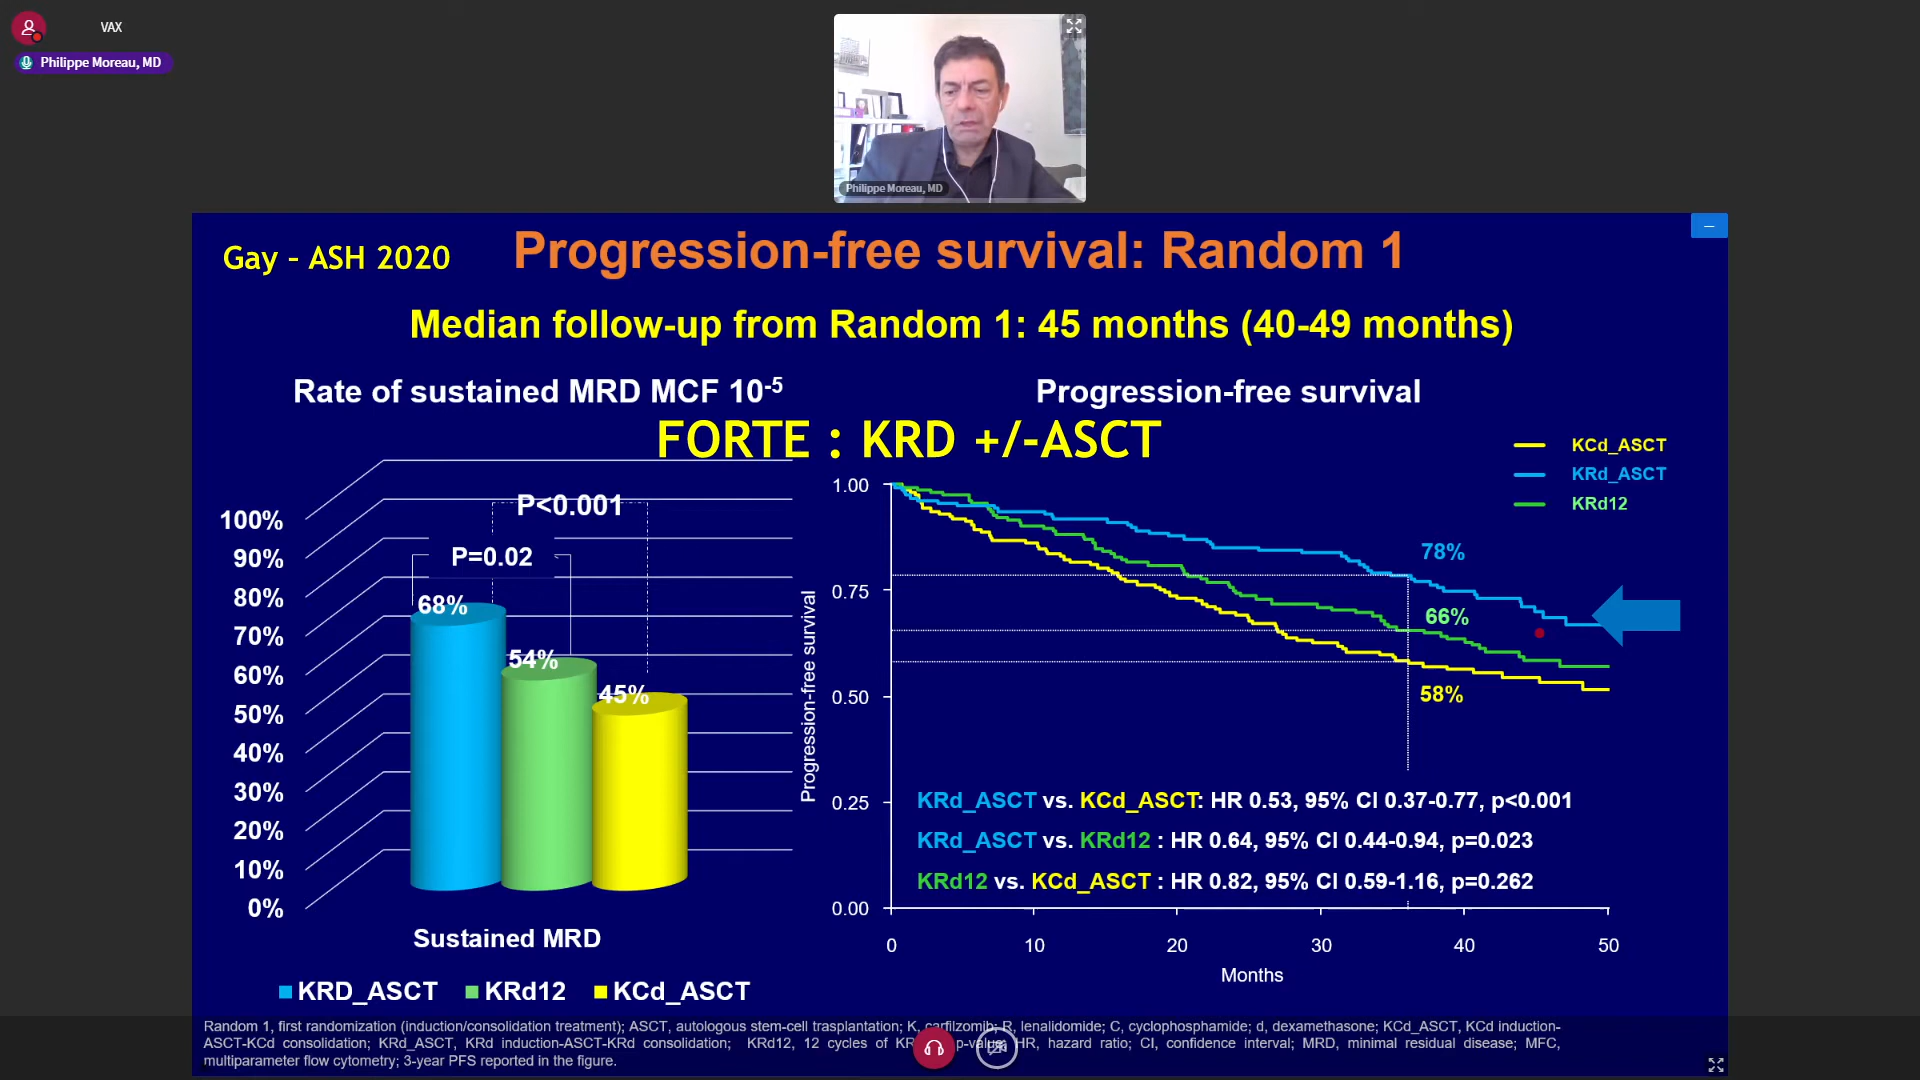 VAX
Philippe Moreau, MD
Philippe Moreau, MD
Gay - ASH 2020
Progression-free survival: Random 1
Median follow-up from Random 1: 45 months (40-49 months)
Rate of sustained MRD MCF 10-5
Progression-free survival
FORTE : KRD +/-ASCT
P<0.001
P=0.02
68%
54%
45%
100%
90%
80%
70%
60%
50%
40%
30%
20%
10%
0%
Sustained MRD
KRD_ASCT KRd12 KCd_ASCT
KCd_ASCT
KRd_ASCT
KRd12
Progression-free survival
1.00
0.75
0.50
0.25
0.00
78%
66%
58%
KRd_ASCT vs. KCd_ASCT: HR 0.53, 95% CI 0.37-0.77, p<0.001
KRd_ASCT vs. KRd12 : HR 0.64, 95% CI 0.44-0.94, p=0.023
KRd12 vs. KCd_ASCT : HR 0.82, 95% CI 0.59-1.16, p=0.262
0 10 20 30 40 50
Months
Random 1, first randomization (induction/consolidation treatment); ASCT, autologous stem-cell trasplantation; K, carfilzomib; R, lenalidomide; C, cyclophosphamide; d, dexamethasone; KCd_ASCT, KCd induction-
ASCT-KCd consolidation; KRd_ASCT, KRd induction-ASCT-KRd consolidation; KRd12, 12 cycles of HR, hazard ratio; CI, confidence interval; MRD, minimal residual disease; MFC,
multiparameter flow cytometry; 3-year PFS reported in the figure.